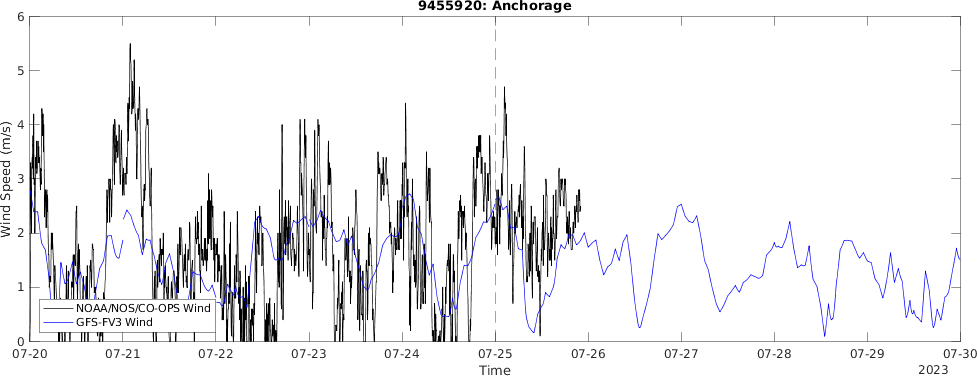 9455920: Anchorage
6
5
4
3
2
1
0
Wind Speed (m/s)
NOAA/NOS/CO-OPS Wind
GFS-FV3 Wind
07-20 07-21 07-22 07-23 07-24 07-25 07-26 07-27 07-28 07-29 07-30
Time
2023